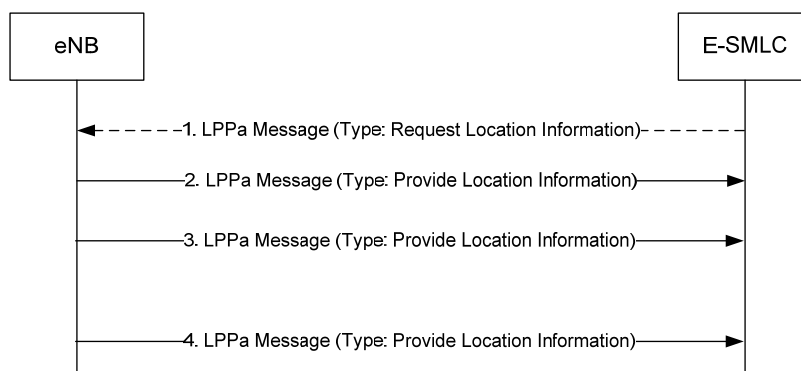 eNB
E-SMLC
1. LPPa Message (Type: Request Location Information)
2. LPPa Message (Type: Provide Location Information)
3. LPPa Message (Type: Provide Location Information)
4. LPPa Message (Type: Provide Location Information)